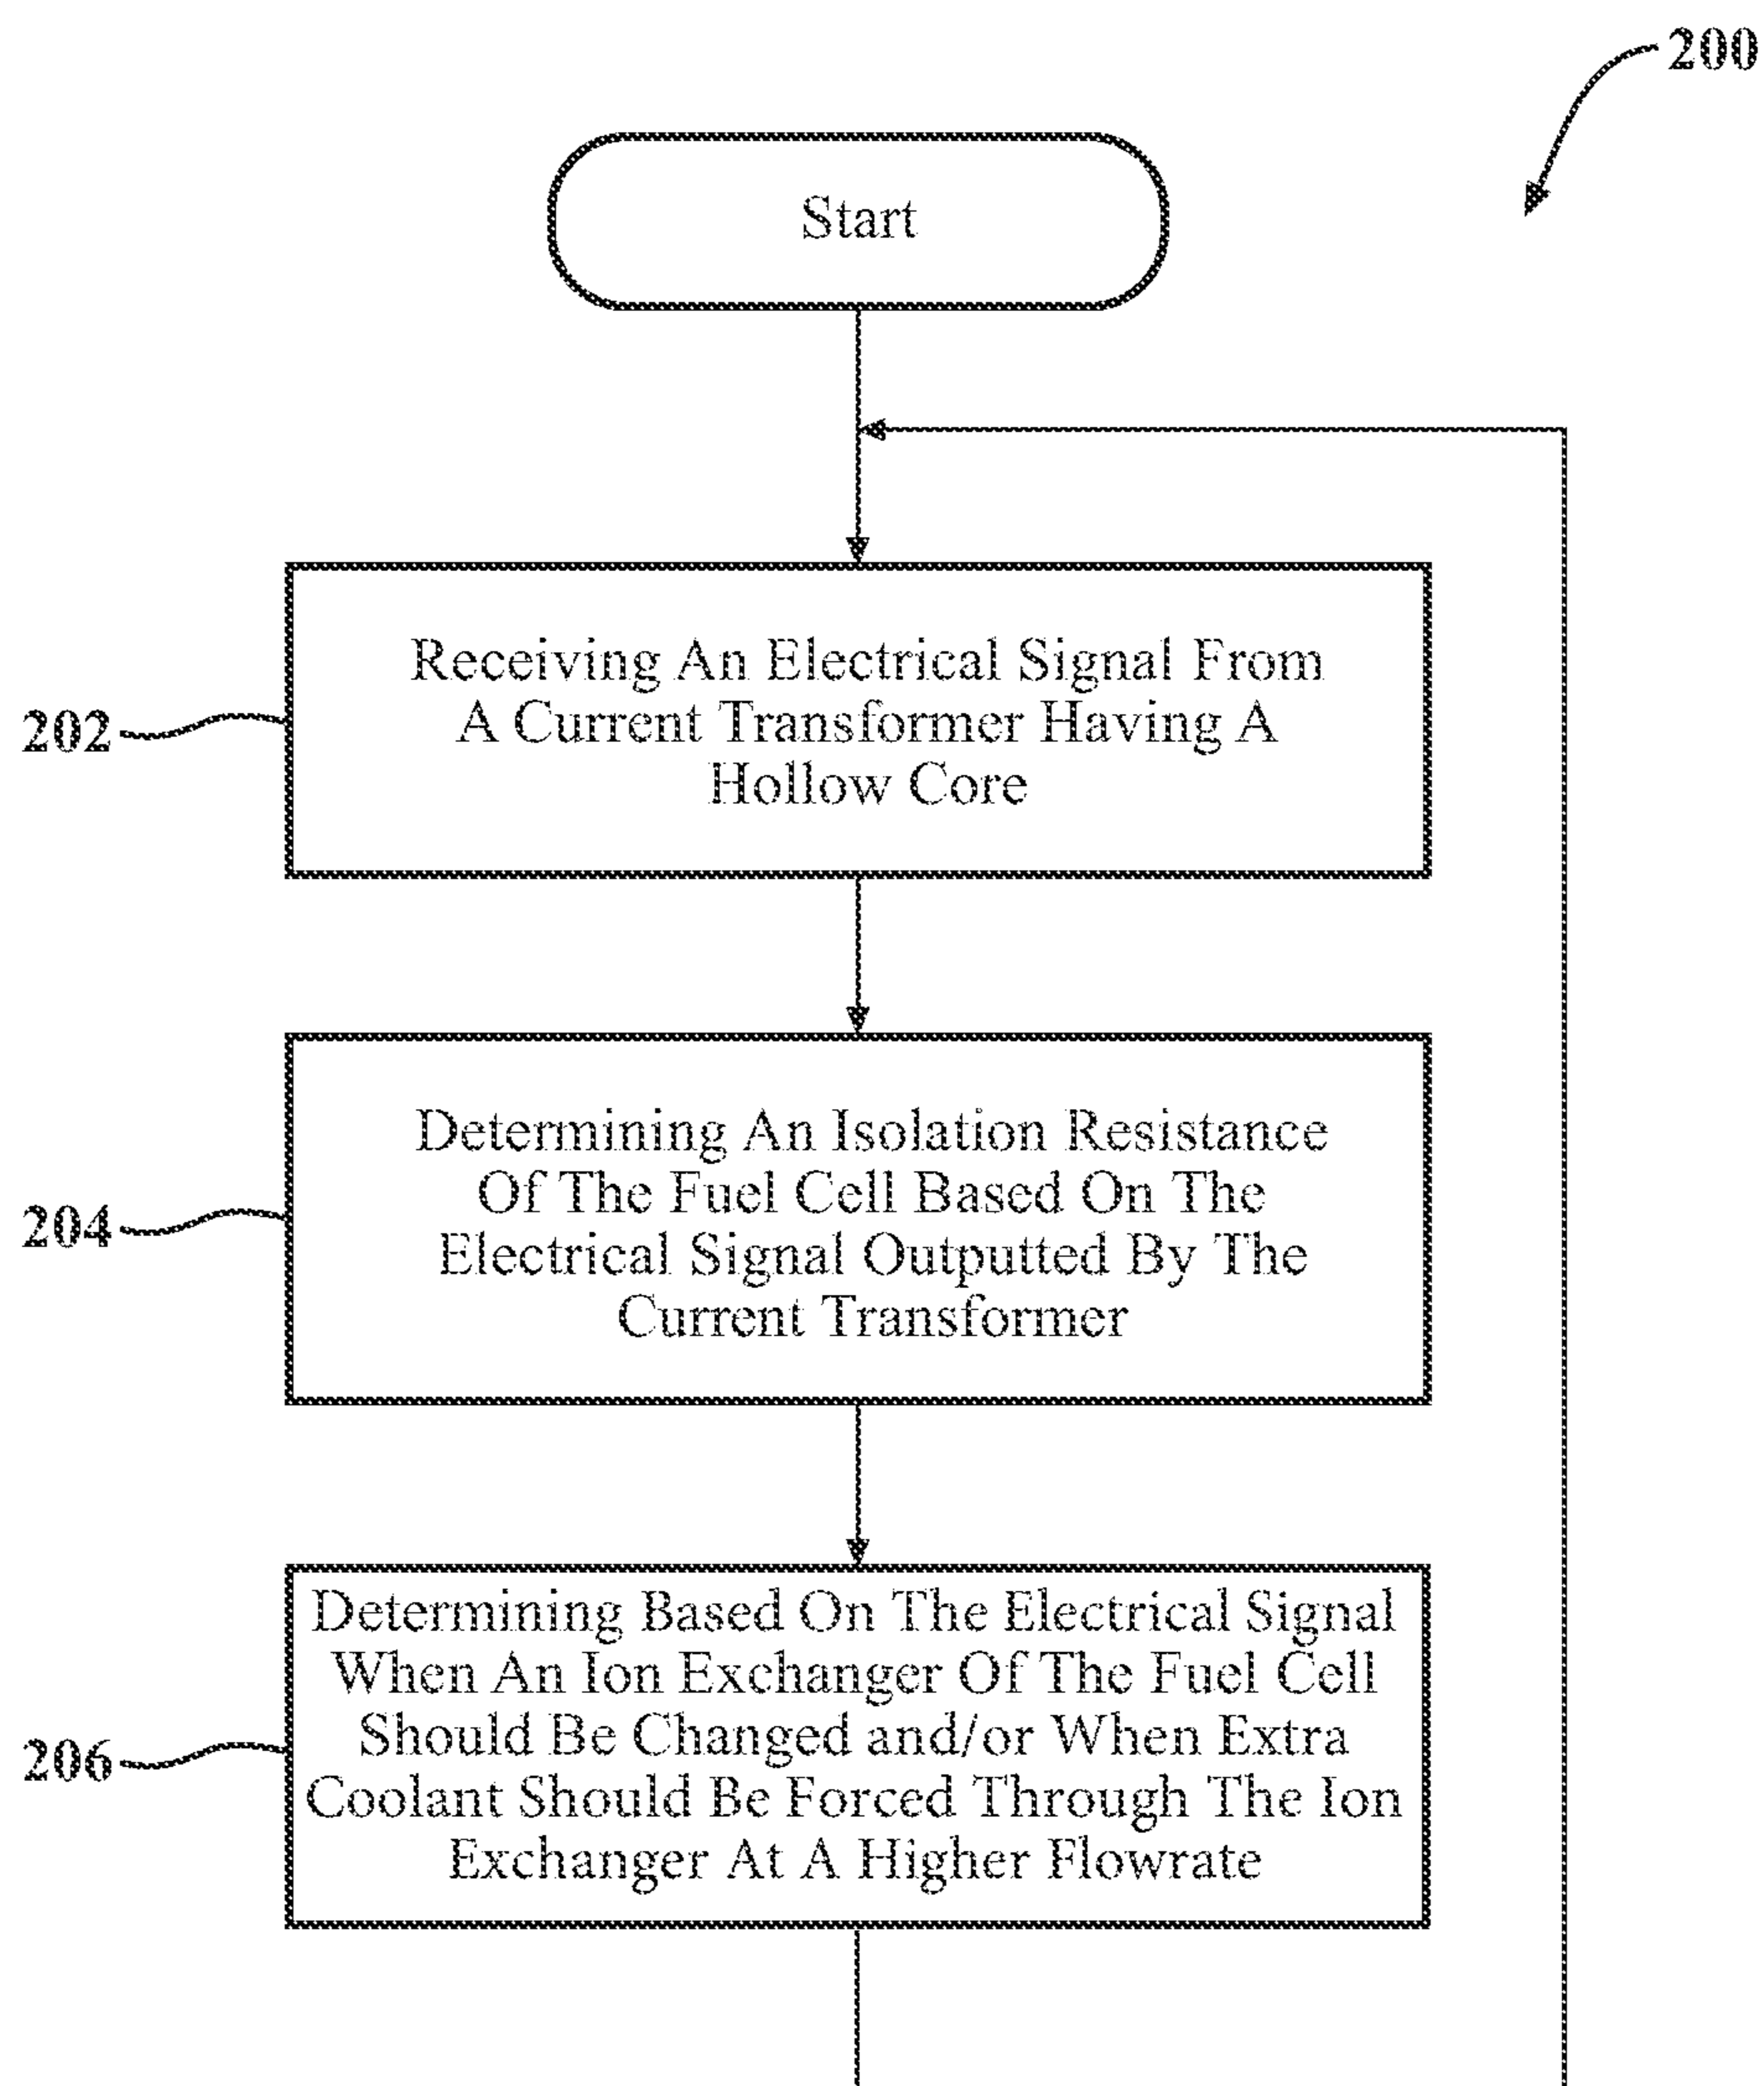 200
Start
Receiving An Electrical Signal From
A Current Transformer Having A
Hollow Core
202
Determining An Isolation Resistance
Of The Fuel Cell Based On The
Electrical Signal Outputted By The
Current Transformer
204
Determining Based On The Electrical Signal
When An Ion Exchanger Of The Fuel Cell
Should Be Changed and/or When Extra
Coolant Should Be Forced Through The Ion
Exchanger At A Higher Flowrate
206